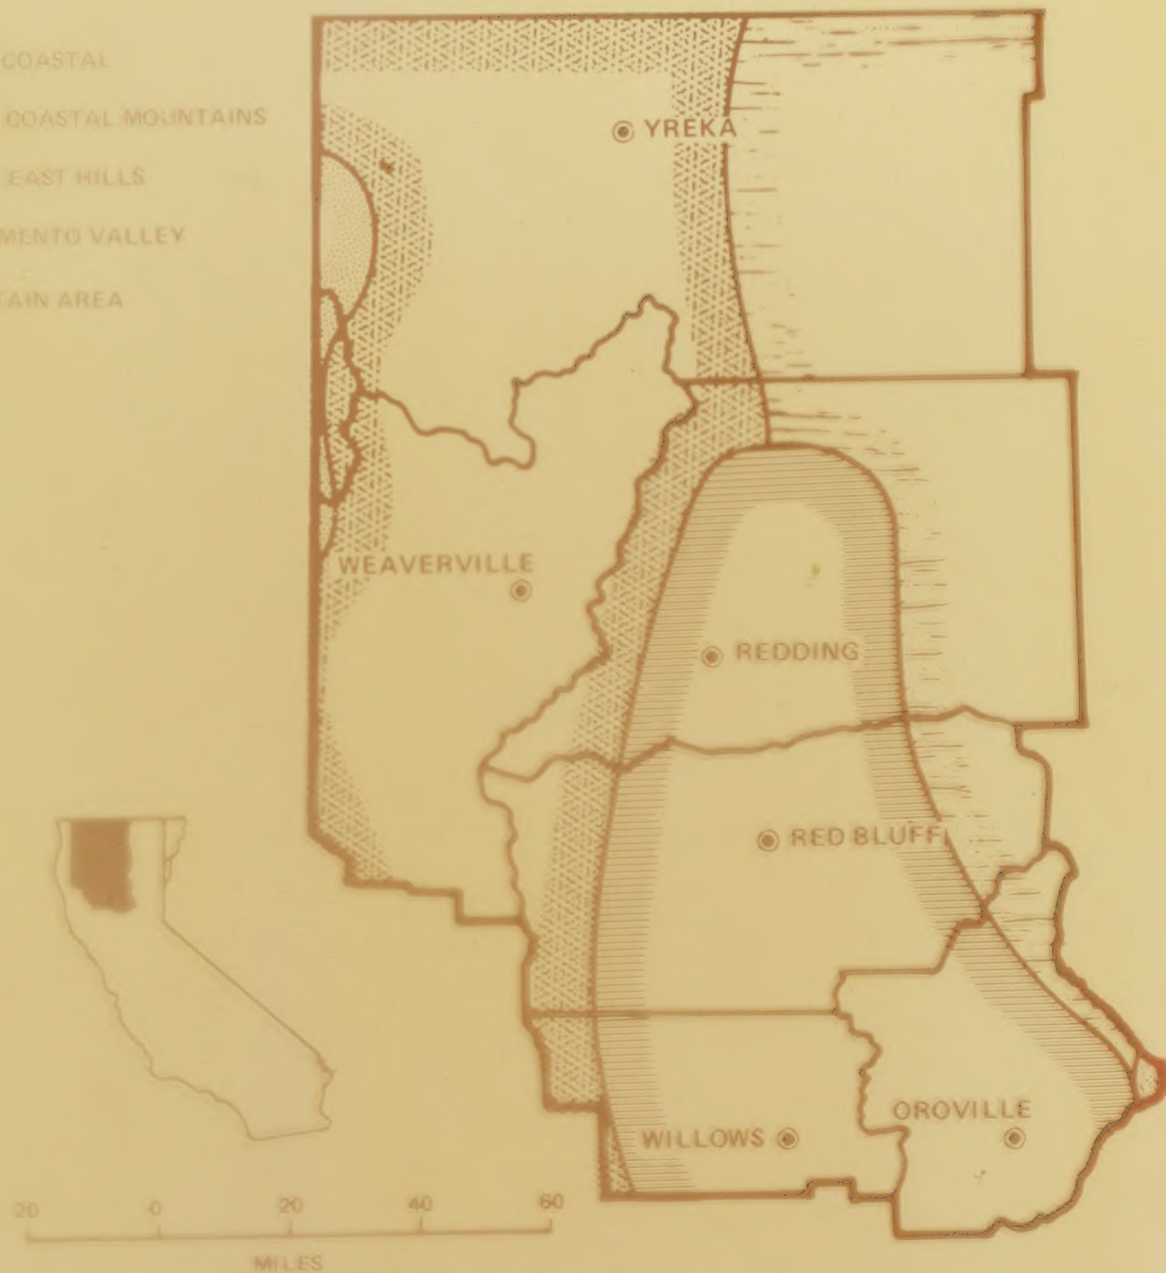 COASTAL
COASTAL MOUNTAINS
EAST HILLS
MENTO VALLEY
TAIN AREA
YREKA
WEAVERVILLE
REDDING
RED BLUFF
OROVILLE
WILLOWS
20 0 20 40 60
MILES